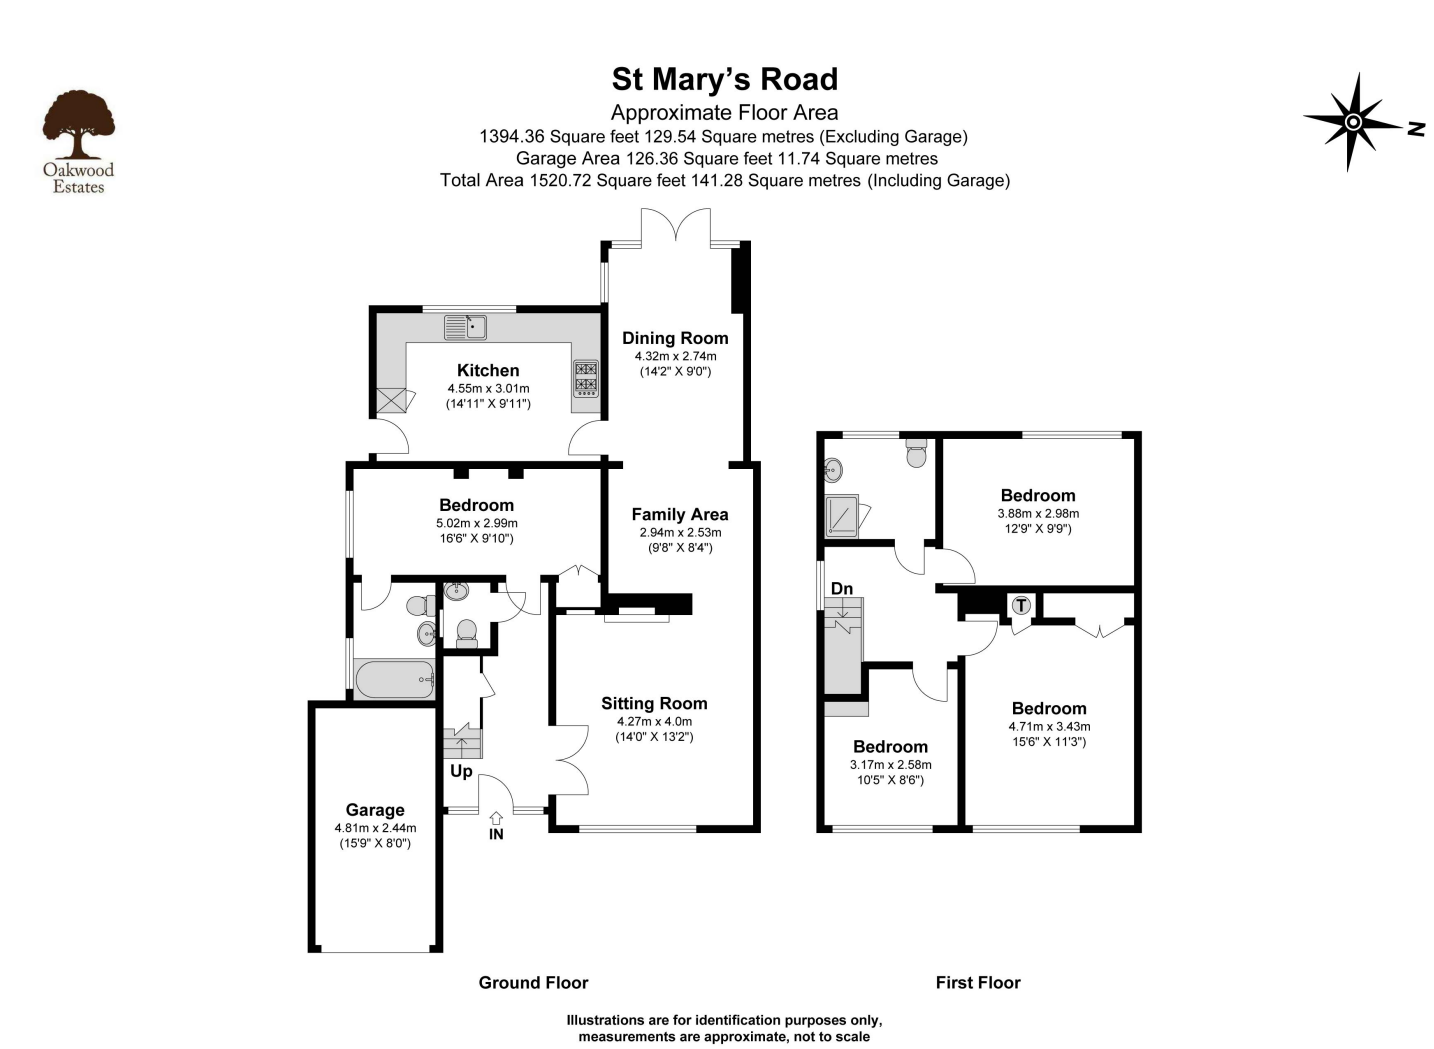 St Mary’s Road
Approximate Floor Area
1394.36 Square feet 129.54 Square metres (Excluding Garage)
Garage Area 126.36 Square feet 11.74 Square metres
Total Area 1520.72 Square feet 141.28 Square metres (Including Garage)
Oakwood
Estates
N
Dining Room
4.32m x 2.74m
(14'2" X 9'0")
Kitchen
4.55m x 3.01m
(14'11" X 9'11")
Bedroom
5.02m x 2.99m
16'6" X 9'10")
Family Area
2.94m x 2.53m
(9'8" X 8'4")
Sitting Room
4.27m x 4.0m
(14'0" X 13'2")
Up
IN
Garage
4.81m x 2.44m
(15'9" X 8'0")
Bedroom
3.88m x 2.98m
12'9" X 9'9")
Dn
T
Bedroom
4.71m x 3.43m
15'6" X 11'3")
Bedroom
3.17m x 2.58m
10'5" X 8'6")
Ground Floor
First Floor
Illustrations are for identification purposes only,
measurements are approximate, not to scale